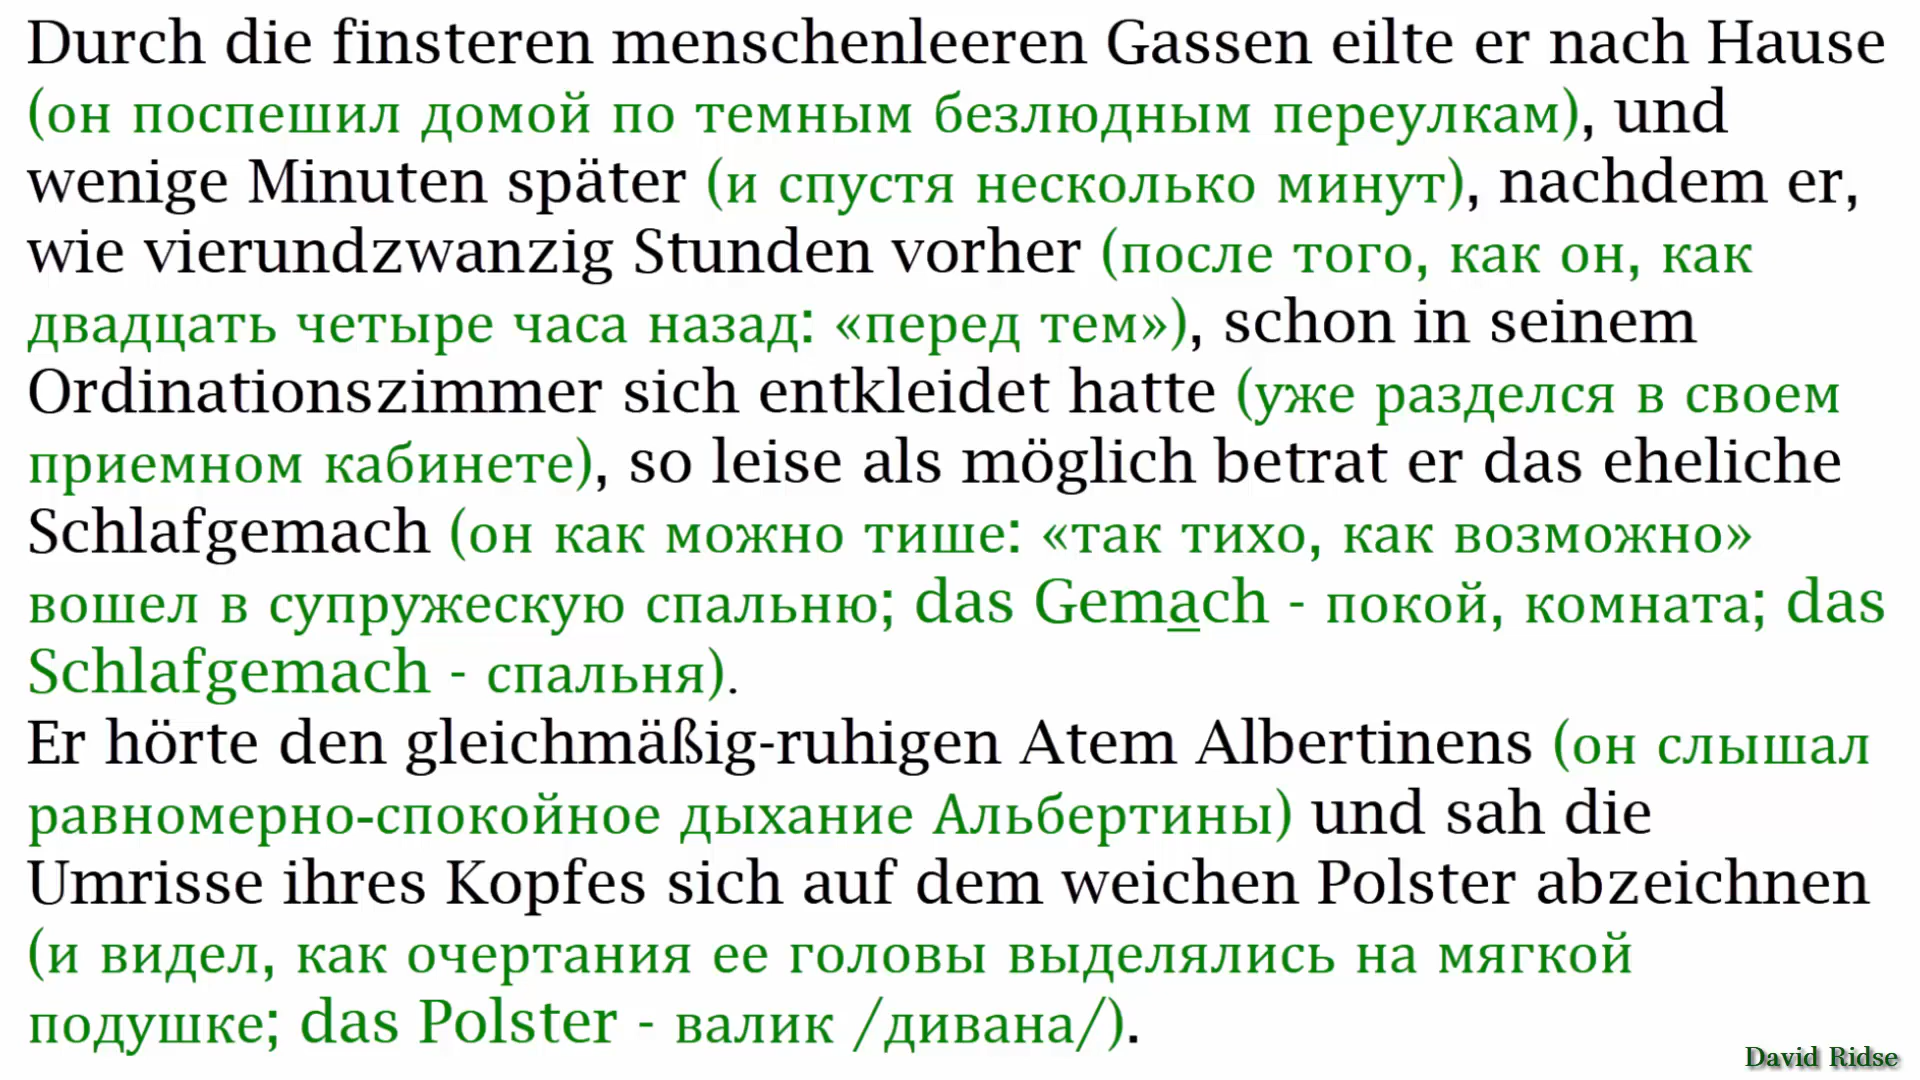 Durch die finsteren menschenleeren Gassen eilte er nach Hause
(он поспешил домой по темным безлюдным переулкам), und
wenige Minuten später (и спустя несколько минут), nachdem er,
wie vierundzwanzig Stunden vorher (после того, как он, как
двадцать четыре часа назад: «перед тем»), schon in seinem
Ordinationszimmer sich entkleidet hatte (уже разделся в своем
приемном кабинете), so leise als möglich betrat er das eheliche
Schlafgemach (он как можно тише: «так тихо, как возможно»
вошел в супружескую спальню; das Gemach - покой, комната; das
Schlafgemach - спальня).
Er hörte den gleichmäßig-ruhigen Atem Albertinens (он слышал
равномерно-спокойное дыхание Альбертины) und sah die
Umrisse ihres Kopfes sich auf dem weichen Polster abzeichnen
(и видел, как очертания ее головы выделялись на мягкой
подушке; das Polster - валик /дивана/).
David Ridse